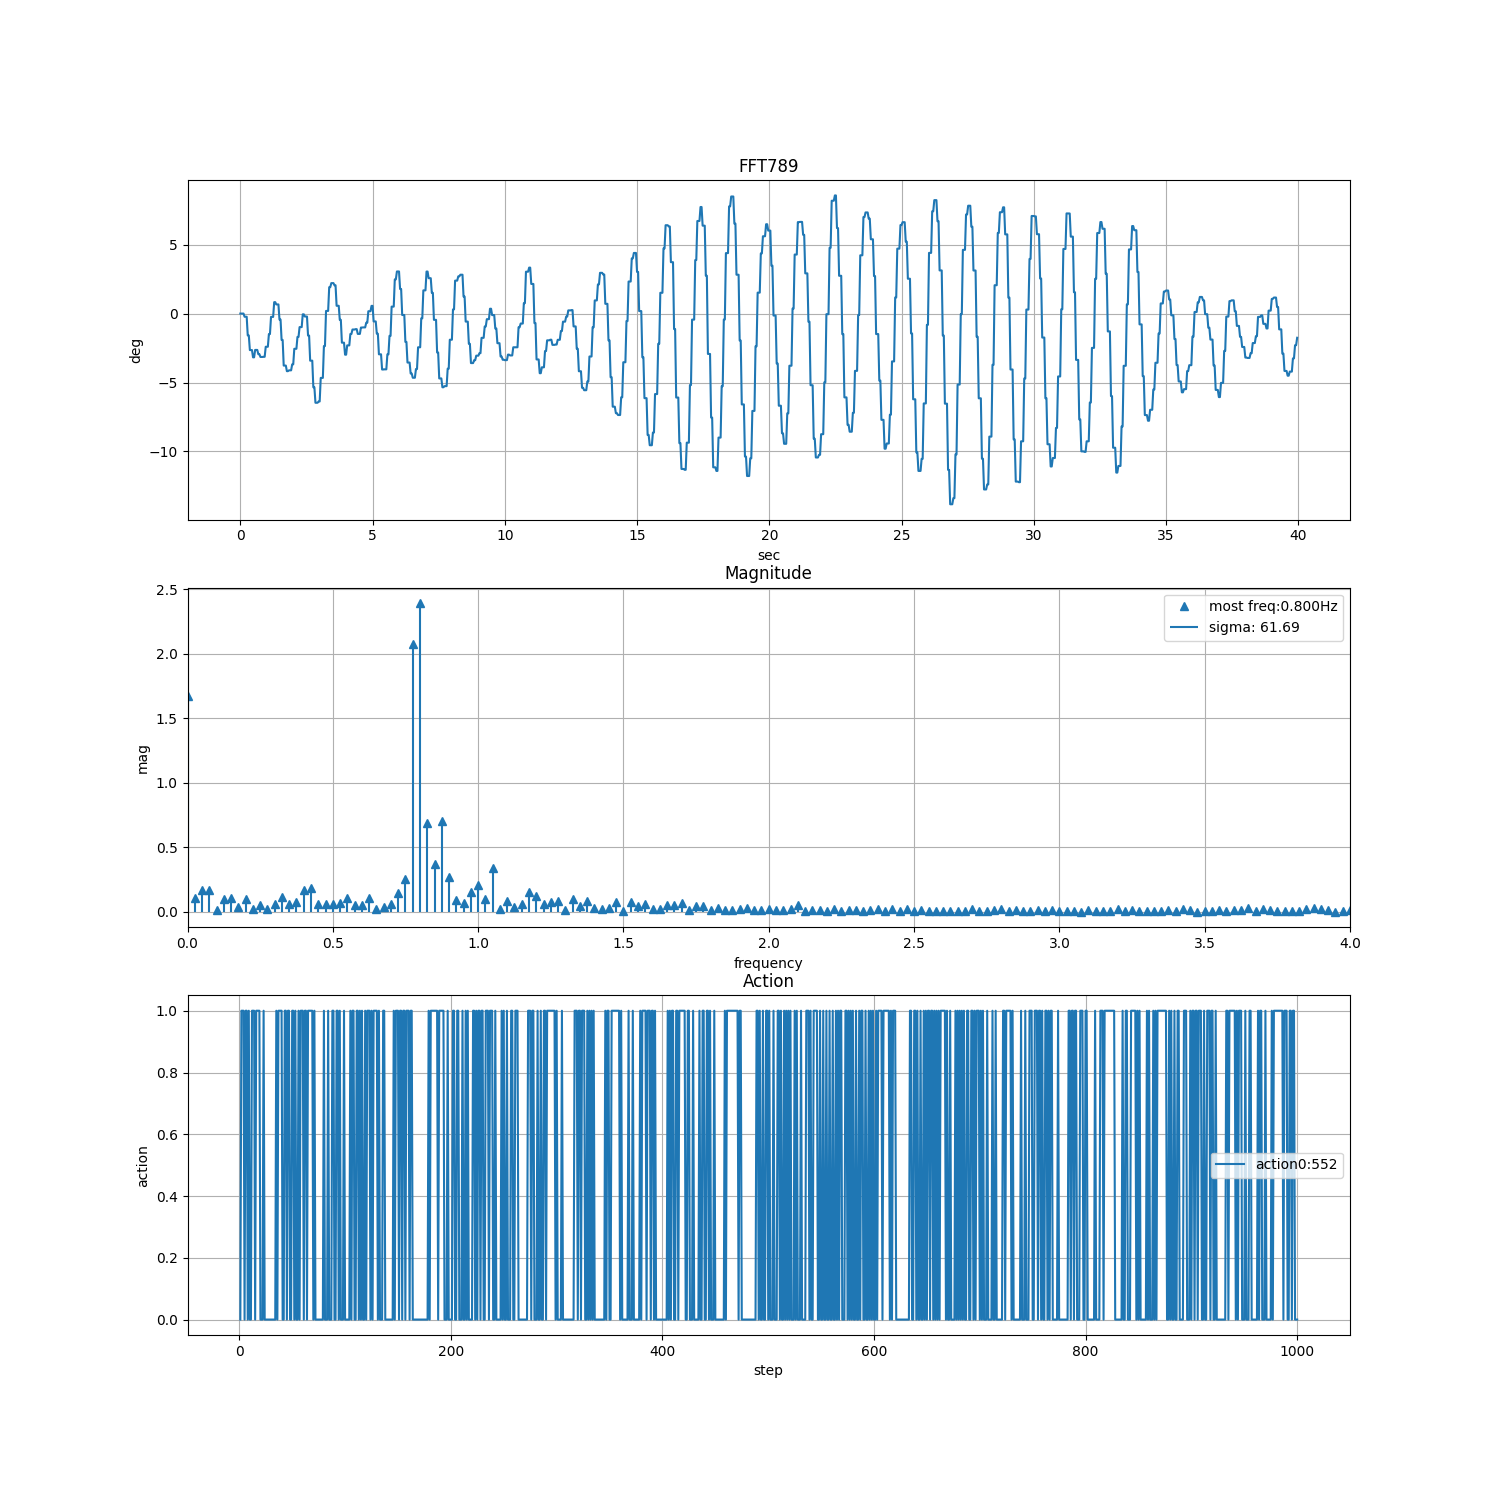 FFT789
5
0
−5
−10
deg
0 5 10 15 20 25 30 35 40
sec
Magnitude
2.5
2.0
1.5
1.0
0.5
0.0
mag
most freq:0.800Hz
sigma: 61.69
0.0 0.5 1.0 1.5 2.0 2.5 3.0 3.5 4.0
frequency
Action
1.0
0.8
0.6
0.4
0.2
0.0
action
action0:552
0 200 400 600 800 1000
step